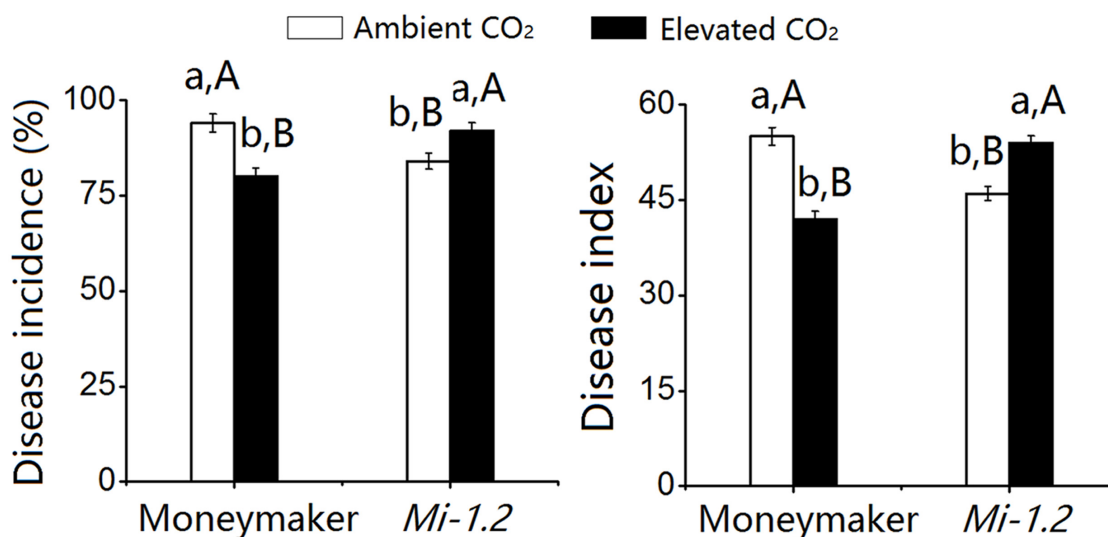 Ambient CO₂ Elevated CO₂
Disease incidence (%)
100
75
50
25
0
a,A
b,B
b,B
a,A
Moneymaker Mi-1.2
Disease index
60
45
30
15
0
a,A
b,B
b,B
a,A
Moneymaker Mi-1.2